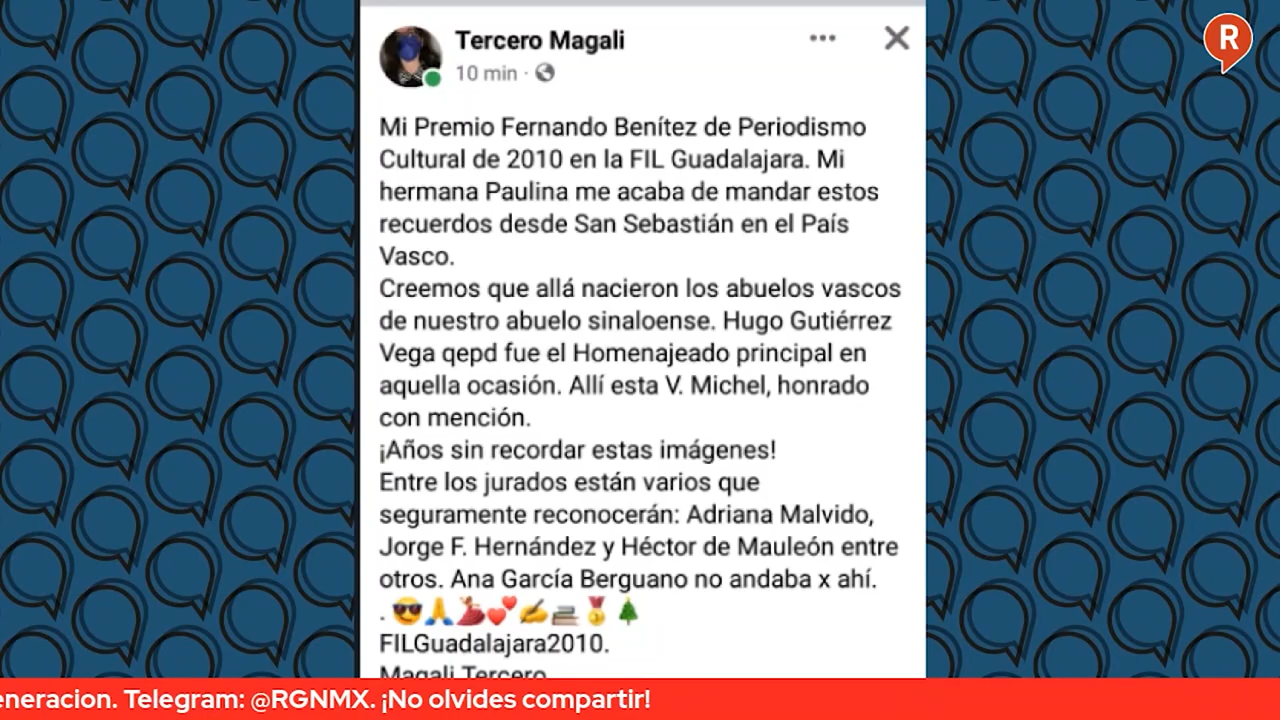 R
Tercero Magali
10 min ·
Mi Premio Fernando Benítez de Periodismo
Cultural de 2010 en la FIL Guadalajara. Mi
hermana Paulina me acaba de mandar estos
recuerdos desde San Sebastián en el País
Vasco.
Creemos que allá nacieron los abuelos vascos
de nuestro abuelo sinaloense. Hugo Gutiérrez
Vega qepd fue el Homenajeado principal en
aquella ocasión. Allí esta V. Michel, honrado
con mención.
¡Años sin recordar estas imágenes!
Entre los jurados están varios que
seguramente reconocerán: Adriana Malvido,
Jorge F. Hernández y Héctor de Mauleón entre
otros. Ana García Berguano no andaba x ahí.
. 😎🙏💃💕✍️📚🏅🌲
FILGuadalajara2010.
Magali Tercero
eneracion. Telegram: @RGNMX. ¡No olvides compartir!